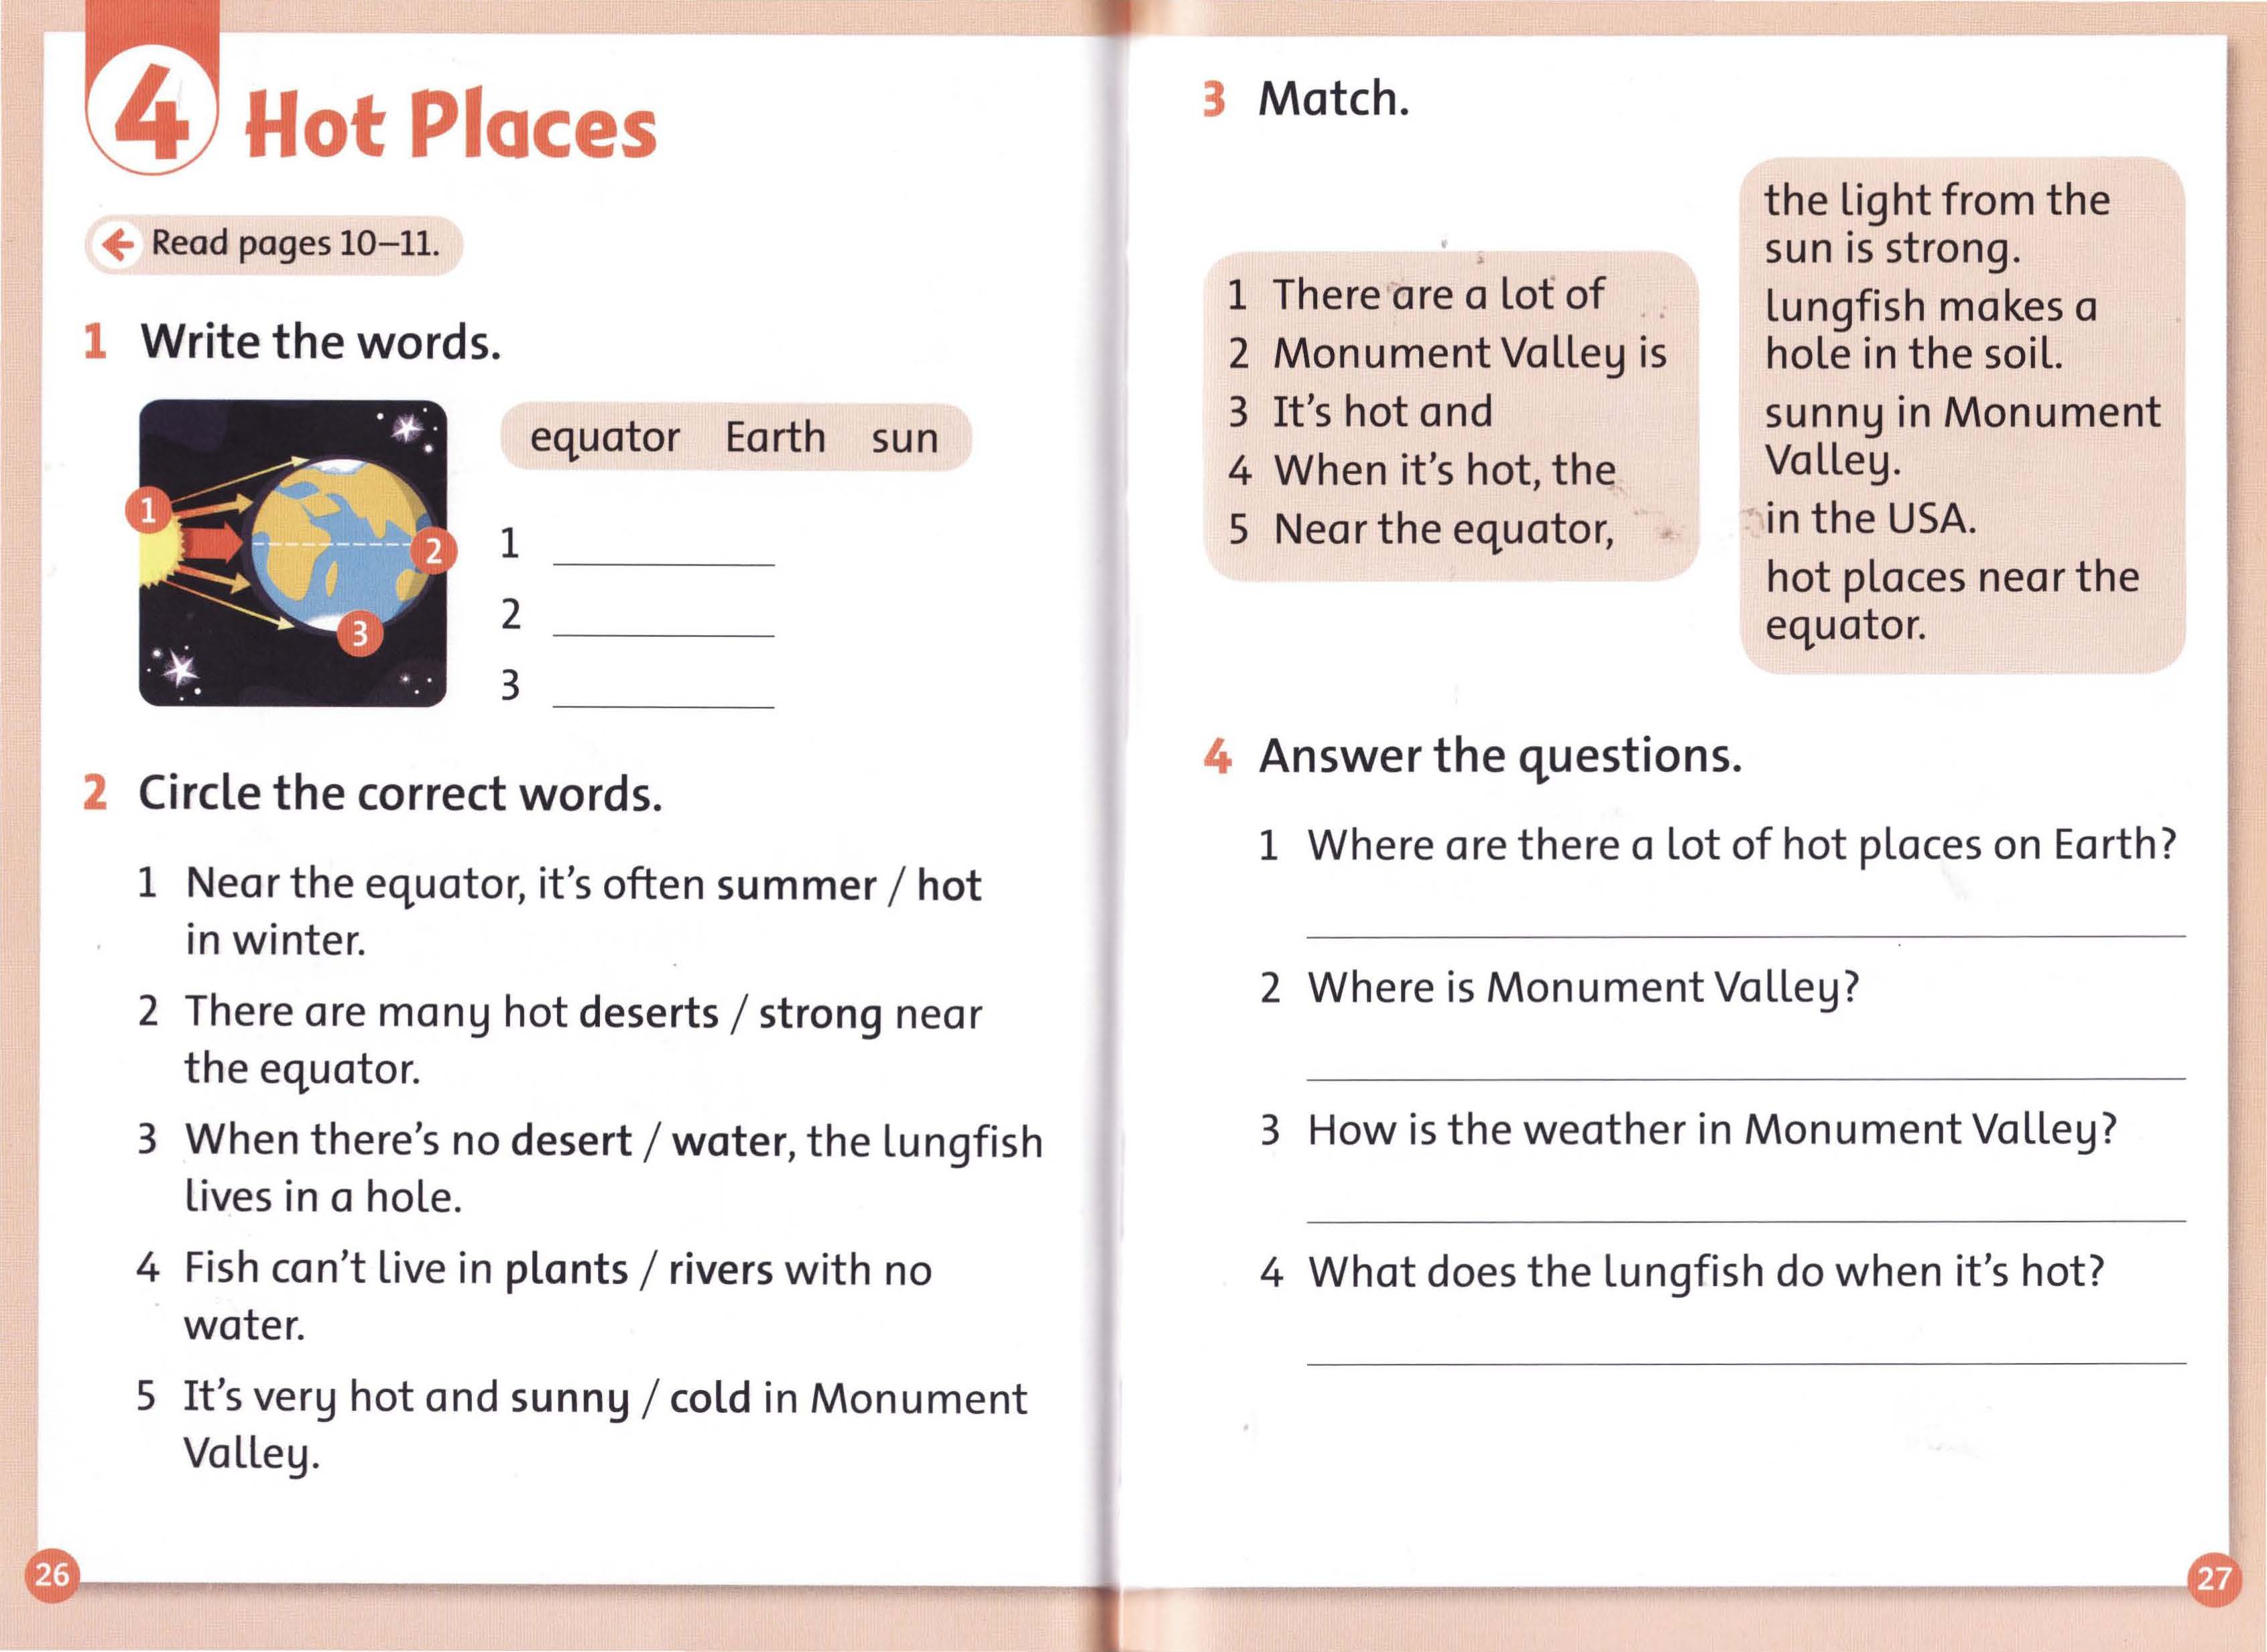 4 Hot Places
Read pages 10–11.
1 Write the words.
equator Earth sun
1
2
3
1
2
3
2 Circle the correct words.
1 Near the equator, it's often summer / hot
in winter.
2 There are many hot deserts / strong near
the equator.
3 When there's no desert / water, the lungfish
lives in a hole.
4 Fish can't live in plants / rivers with no
water.
5 It's very hot and sunny / cold in Monument
Valley.
26
3 Match.
1 There are a lot of
2 Monument Valley is
3 It's hot and
4 When it's hot, the
5 Near the equator,
the light from the
sun is strong.
lungfish makes a
hole in the soil.
sunny in Monument
Valley.
in the USA.
hot places near the
equator.
4 Answer the questions.
1 Where are there a lot of hot places on Earth?
2 Where is Monument Valley?
3 How is the weather in Monument Valley?
4 What does the lungfish do when it's hot?
27